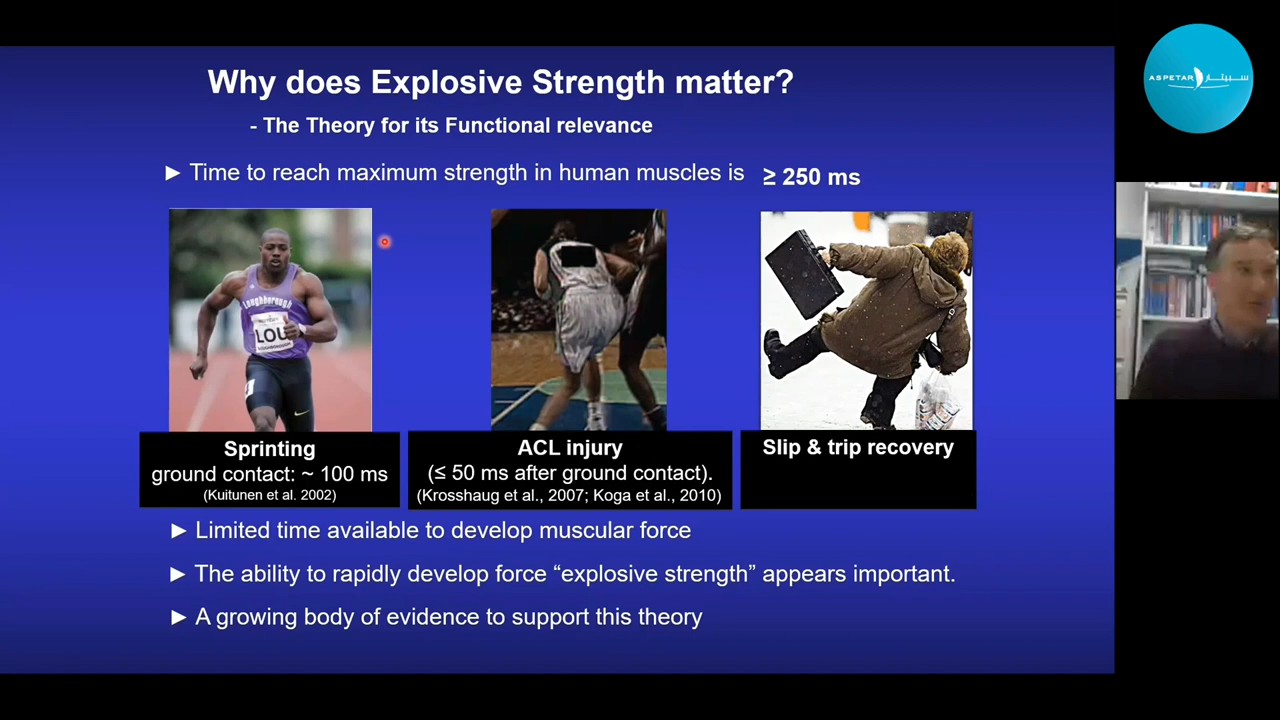 Why does Explosive Strength matter?
- The Theory for its Functional relevance
► Time to reach maximum strength in human muscles is ≥ 250 ms
Loughborough
LOU
Sprinting
ground contact: ~ 100 ms
(Kuitunen et al. 2002)
ACL injury
(≤ 50 ms after ground contact).
(Krosshaug et al., 2007; Koga et al., 2010)
Slip & trip recovery
► Limited time available to develop muscular force
► The ability to rapidly develop force “explosive strength” appears important.
► A growing body of evidence to support this theory
ASPETAR سبيتار